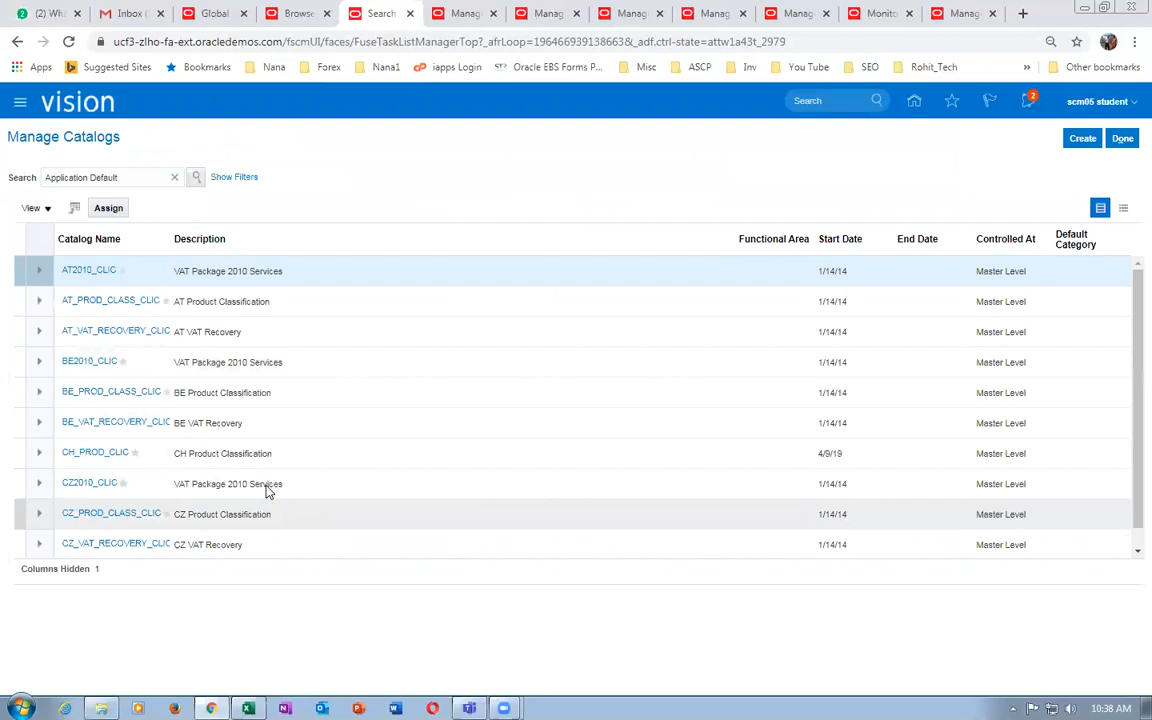 (2) Wha
Inbox (
Global
Browse
Search
Manag
Manag
Manag
Manag
Manag
Monito
Manag
ucf3-zlho-fa-ext.oracledemos.com/fscmUI/faces/FuseTaskListManagerTop?_afrLoop=196466939138663&_adf.ctrl-state=attw1a43t_2979
Apps
Suggested Sites
Bookmarks
Nana
Forex
Nana1
iapps Login
Oracle EBS Forms P...
Misc
ASCP
Inv
You Tube
SEO
Rohit_Tech
»
Other bookmarks
vision
Search
2
scm05 student
Manage Catalogs
Create
Done
Search
Application Default
Show Filters
View
Assign
Catalog Name Description Functional Area Start Date End Date Controlled At Default Category
AT2010_CLIC VAT Package 2010 Services 1/14/14 Master Level
AT_PROD_CLASS_CLIC AT Product Classification 1/14/14 Master Level
AT_VAT_RECOVERY_CLIC AT VAT Recovery 1/14/14 Master Level
BE2010_CLIC VAT Package 2010 Services 1/14/14 Master Level
BE_PROD_CLASS_CLIC BE Product Classification 1/14/14 Master Level
BE_VAT_RECOVERY_CLIC BE VAT Recovery 1/14/14 Master Level
CH_PROD_CLIC CH Product Classification 4/9/19 Master Level
CZ2010_CLIC VAT Package 2010 Services 1/14/14 Master Level
CZ_PROD_CLASS_CLIC CZ Product Classification 1/14/14 Master Level
CZ_VAT_RECOVERY_CLIC CZ VAT Recovery 1/14/14 Master Level
Columns Hidden 1
10:38 AM